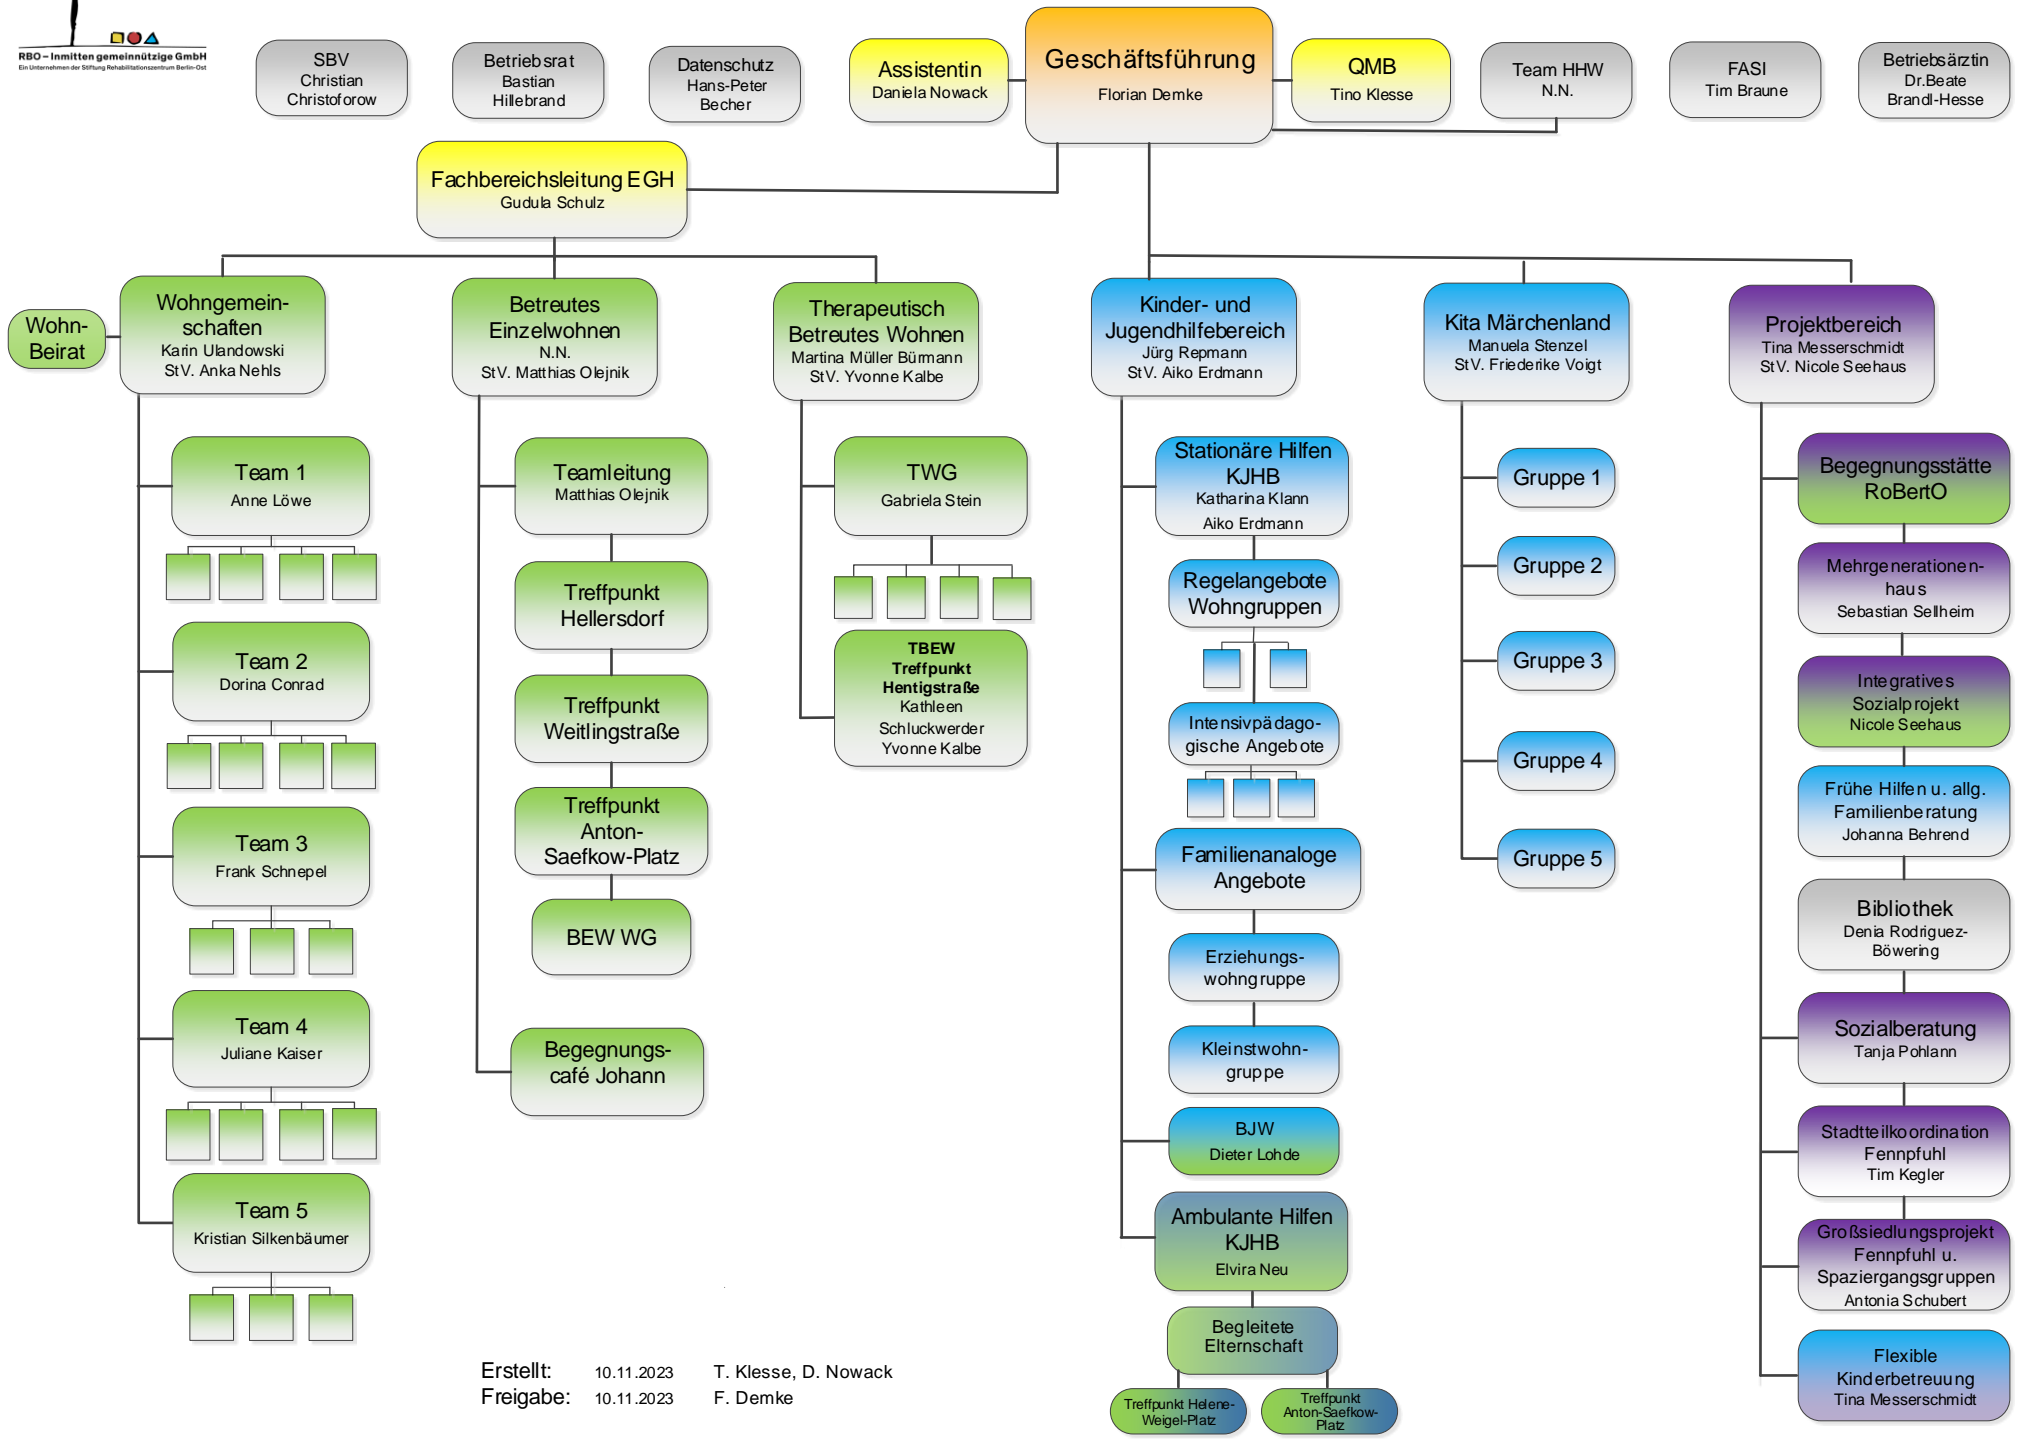 RBO – Inmitten gemeinnützige GmbH
Ein Unternehmen der Stiftung Rehabilitationszentrum Berlin-Ost
SBV
Christian
Christoforow
Betriebsrat
Bastian
Hillebrand
Datenschutz
Hans-Peter
Becher
Assistentin
Daniela Nowack
Geschäftsführung
Florian Demke
QMB
Tino Klesse
Team HHW
N.N.
FASI
Tim Braune
Betriebsärztin
Dr.Beate
Brandl-Hesse
Fachbereichsleitung EGH
Gudula Schulz
Wohn-
Beirat
Wohngemein-
schaften
Karin Ulandowski
StV. Anka Nehls
Team 1
Anne Löwe
Team 2
Dorina Conrad
Team 3
Frank Schnepel
Team 4
Juliane Kaiser
Team 5
Kristian Silkenbäumer
Betreutes
Einzelwohnen
N.N.
StV. Matthias Olejnik
Teamleitung
Matthias Olejnik
Treffpunkt
Hellersdorf
Treffpunkt
Weitlingstraße
Treffpunkt
Anton-
Saefkow-Platz
BEW WG
Begegnungs-
café Johann
Therapeutisch
Betreutes Wohnen
Martina Müller Bürmann
StV. Yvonne Kalbe
TWG
Gabriela Stein
TBEW
Treffpunkt
Hentigstraße
Kathleen
Schluckwerder
Yvonne Kalbe
Kinder- und
Jugendhilfebereich
Jürg Repmann
StV. Aiko Erdmann
Stationäre Hilfen
KJHB
Katharina Klann
Aiko Erdmann
Regelangebote
Wohngruppen
Intensivpädago-
gische Angebote
Familienanaloge
Angebote
Erziehungs-
wohngruppe
Kleinstwohn-
gruppe
BJW
Dieter Lohde
Ambulante Hilfen
KJHB
Elvira Neu
Begleitete
Elternschaft
Treffpunkt Helene-
Weigel-Platz
Treffpunkt
Anton-Saefkow-
Platz
Kita Märchenland
Manuela Stenzel
StV. Friederike Voigt
Gruppe 1
Gruppe 2
Gruppe 3
Gruppe 4
Gruppe 5
Projektbereich
Tina Messerschmidt
StV. Nicole Seehaus
Begegnungsstätte
RoBertO
Mehrgenerationen-
haus
Sebastian Sellheim
Integratives
Sozialprojekt
Nicole Seehaus
Frühe Hilfen u. allg.
Familienberatung
Johanna Behrend
Bibliothek
Denia Rodriguez-
Böwering
Sozialberatung
Tanja Pohlann
Stadtteilkoordination
Fennpfuhl
Tim Kegler
Großsiedlungsprojekt
Fennpfuhl u.
Spaziergangsgruppen
Antonia Schubert
Flexible
Kinderbetreuung
Tina Messerschmidt
Erstellt: 10.11.2023 T. Klesse, D. Nowack
Freigabe: 10.11.2023 F. Demke